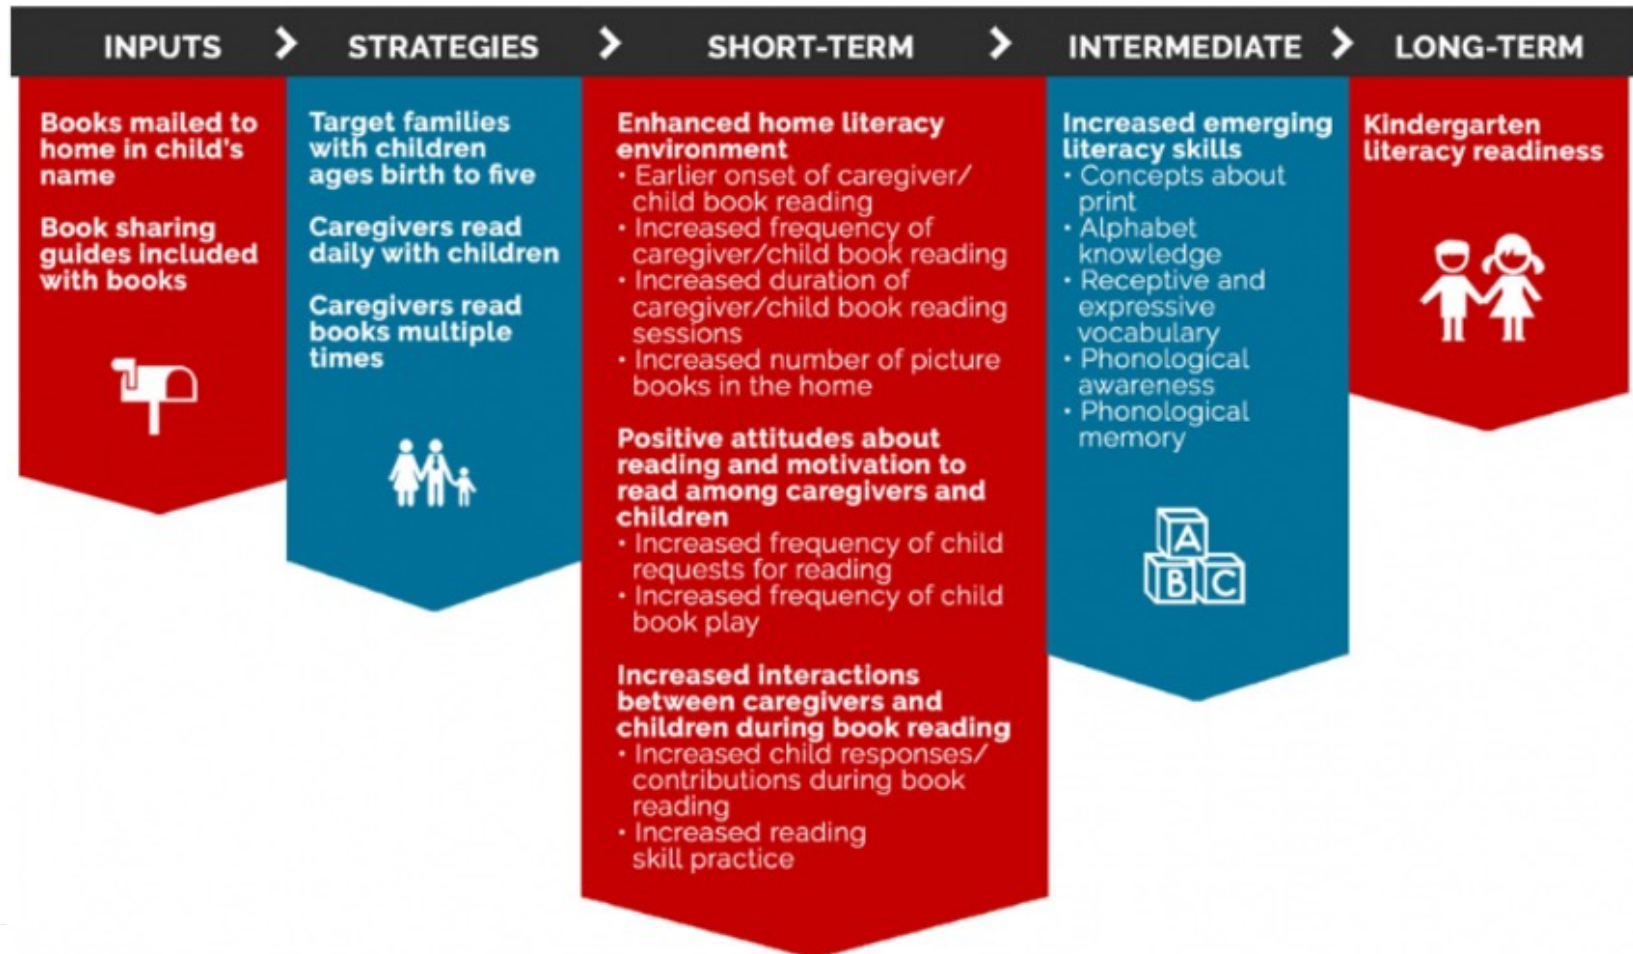 INPUTS > STRATEGIES > SHORT-TERM > INTERMEDIATE > LONG-TERM
Books mailed to
home in child's
name
Book sharing
guides included
with books
Target families
with children
ages birth to five
Caregivers read
daily with children
Caregivers read
books multiple
times
Enhanced home literacy
environment
• Earlier onset of caregiver/
child book reading
• Increased frequency of
caregiver/child book reading
• Increased duration of
caregiver/child book reading
sessions
• Increased number of picture
books in the home
Positive attitudes about
reading and motivation to
read among caregivers and
children
• Increased frequency of child
requests for reading
• Increased frequency of child
book play
Increased interactions
between caregivers and
children during book reading
• Increased child responses/
contributions during book
reading
• Increased reading
skill practice
Increased emerging
literacy skills
• Concepts about
print
• Alphabet
knowledge
• Receptive and
expressive
vocabulary
• Phonological
awareness
• Phonological
memory
A
B C
Kindergarten
literacy readiness